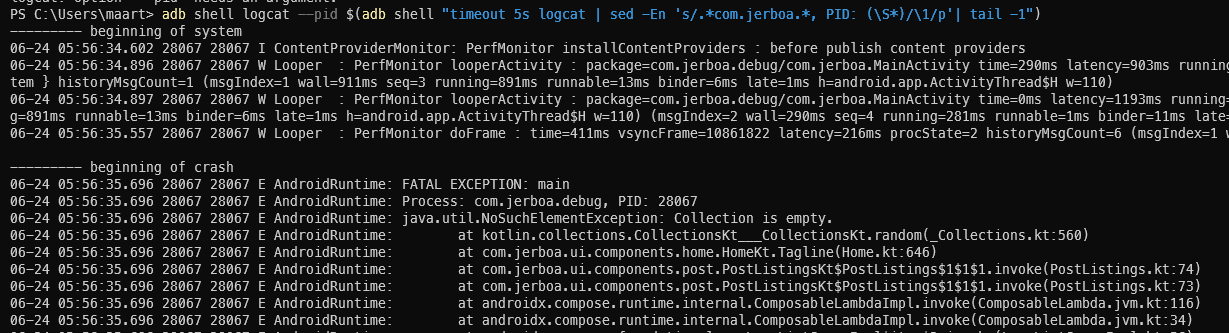 PS C:\Users\maart> adb shell logcat --pid $(adb shell "timeout 5s logcat | sed -En 's/.*com.jerboa.*, PID: (\S*)/\1/p'| tail -1")
--------- beginning of system
06-24 05:56:34.602 28067 28067 I ContentProviderMonitor: PerfMonitor installContentProviders : before publish content providers
06-24 05:56:34.896 28067 28067 W Looper  : PerfMonitor looperActivity : package=com.jerboa.debug/com.jerboa.MainActivity time=290ms latency=903ms running
tem } historyMsgCount=1 (msgIndex=1 wall=911ms seq=3 running=891ms runnable=13ms binder=6ms late=1ms h=android.app.ActivityThread$H w=110)
06-24 05:56:34.897 28067 28067 W Looper  : PerfMonitor looperActivity : package=com.jerboa.debug/com.jerboa.MainActivity time=0ms latency=1193ms running=
g=891ms runnable=13ms binder=6ms late=1ms h=android.app.ActivityThread$H w=110) (msgIndex=2 wall=290ms seq=4 running=281ms runnable=1ms binder=11ms late=
06-24 05:56:35.557 28067 28067 W Looper  : PerfMonitor doFrame : time=411ms vsyncFrame=10861822 latency=216ms procState=2 historyMsgCount=6 (msgIndex=1 w
--------- beginning of crash
06-24 05:56:35.696 28067 28067 E AndroidRuntime: FATAL EXCEPTION: main
06-24 05:56:35.696 28067 28067 E AndroidRuntime: Process: com.jerboa.debug, PID: 28067
06-24 05:56:35.696 28067 28067 E AndroidRuntime: java.util.NoSuchElementException: Collection is empty.
06-24 05:56:35.696 28067 28067 E AndroidRuntime:        at kotlin.collections.CollectionsKt___CollectionsKt.random(_Collections.kt:560)
06-24 05:56:35.696 28067 28067 E AndroidRuntime:        at com.jerboa.ui.components.home.HomeKt.Tagline(Home.kt:646)
06-24 05:56:35.696 28067 28067 E AndroidRuntime:        at com.jerboa.ui.components.post.PostListingsKt$PostListings$1$1$1.invoke(PostListings.kt:74)
06-24 05:56:35.696 28067 28067 E AndroidRuntime:        at com.jerboa.ui.components.post.PostListingsKt$PostListings$1$1$1.invoke(PostListings.kt:73)
06-24 05:56:35.696 28067 28067 E AndroidRuntime:        at androidx.compose.runtime.internal.ComposableLambdaImpl.invoke(ComposableLambda.jvm.kt:116)
06-24 05:56:35.696 28067 28067 E AndroidRuntime:        at androidx.compose.runtime.internal.ComposableLambdaImpl.invoke(ComposableLambda.jvm.kt:34)